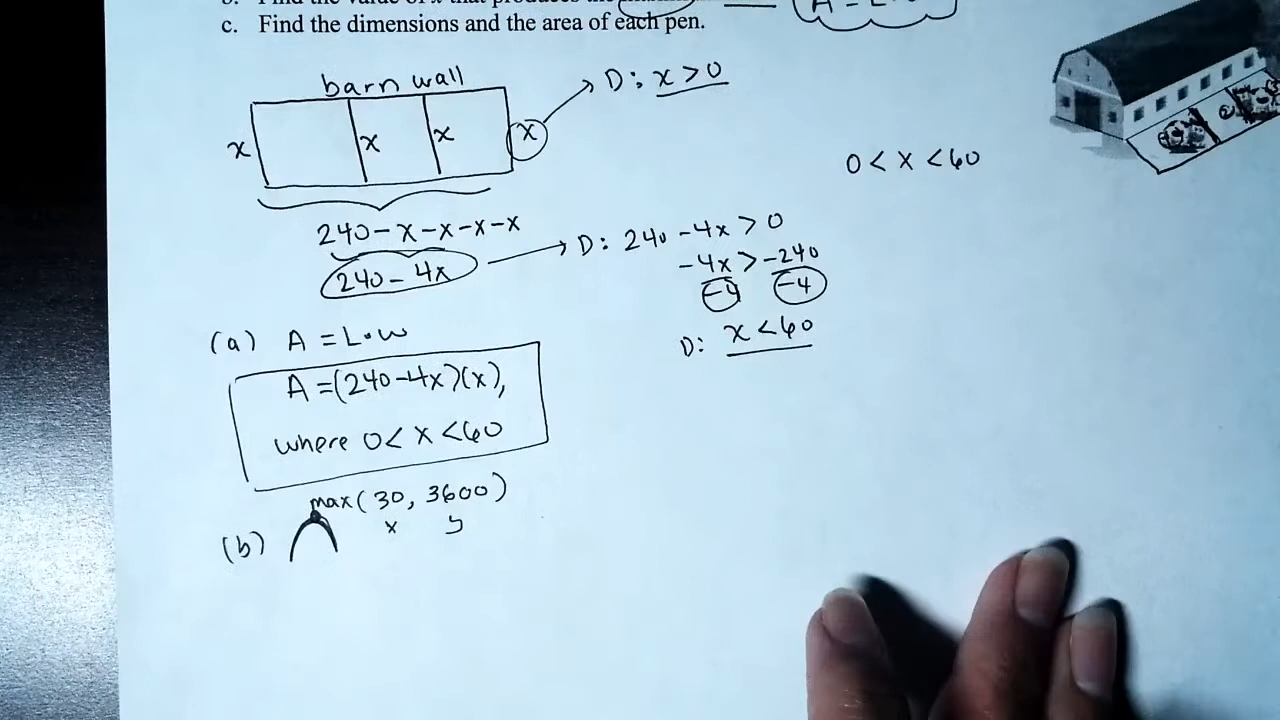 c. Find the dimensions and the area of each pen.
barn wall
D: x > 0
x x x x
0 < x < 60
240 - x - x - x - x
240 - 4x
D: 240 - 4x > 0
-4x > -240
-4 -4
D: x < 60
(a) A = L•w
A = (240-4x)(x),
where 0 < x < 60
max (30, 3600)
x y
(b)